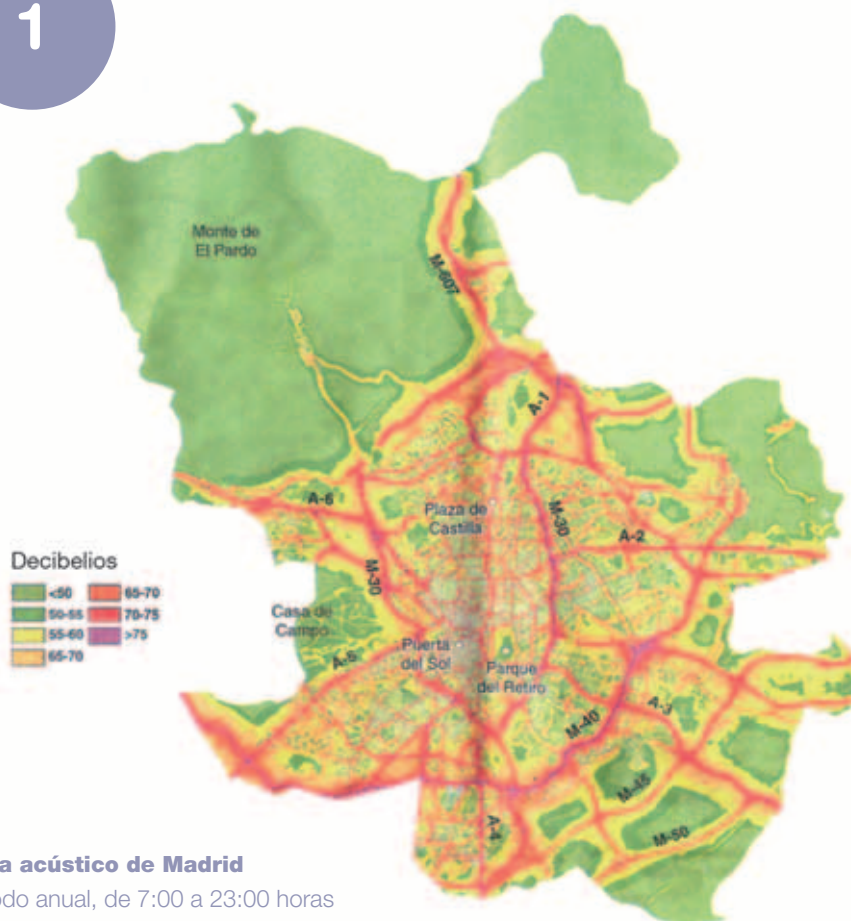 1
Monte de
El Pardo
M-607
A-1
A-6
Plaza de
Castilla
M-30
A-2
Decibelios
<50
65-70
50-55
70-75
55-60
>75
65-70
M-30
Casa de
Campo
A-5
Puerta
del Sol
Parque
del Retiro
M-40
A-3
M-45
M-50
A-4
a acústico de Madrid
odo anual, de 7:00 a 23:00 horas